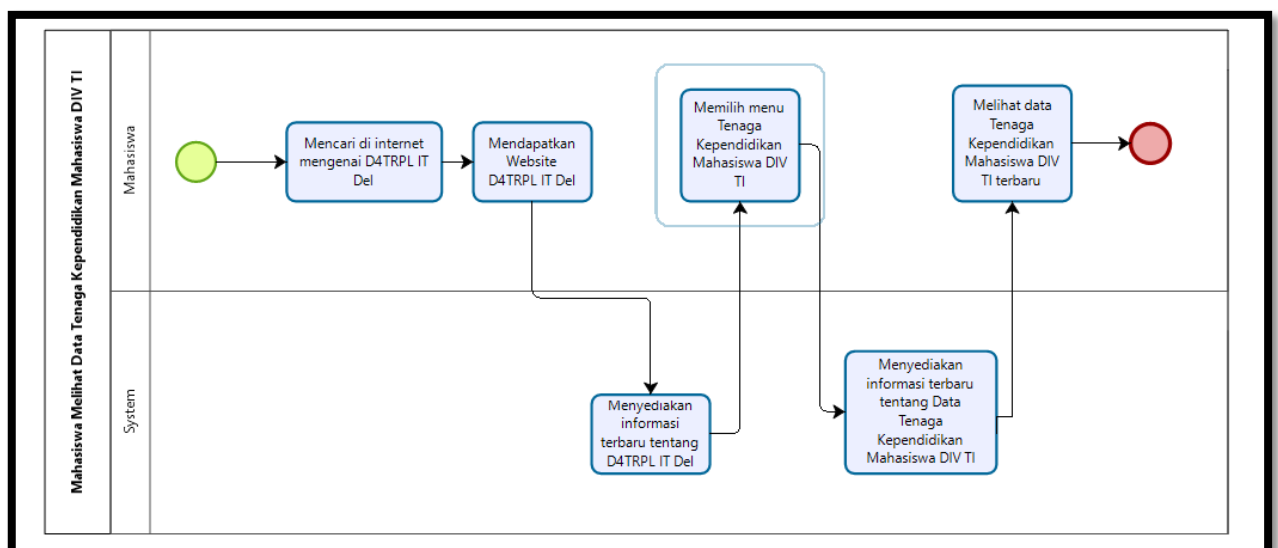 Mahasiswa Melihat Data Tenaga Kependidikan Mahasiswa DIV TI
Mahasiswa
Mencari di internet
mengenai D4TRPL IT
Del
Mendapatkan
Website
D4TRPL IT Del
Memilih menu
Tenaga
Kependidikan
Mahasiswa DIV
TI
Melihat data
Tenaga
Kependidikan
Mahasiswa DIV
TI terbaru
System
Menyediakan
informasi
terbaru tentang
D4TRPL IT Del
Menyediakan
informasi terbaru
tentang Data
Tenaga
Kependidikan
Mahasiswa DIV TI